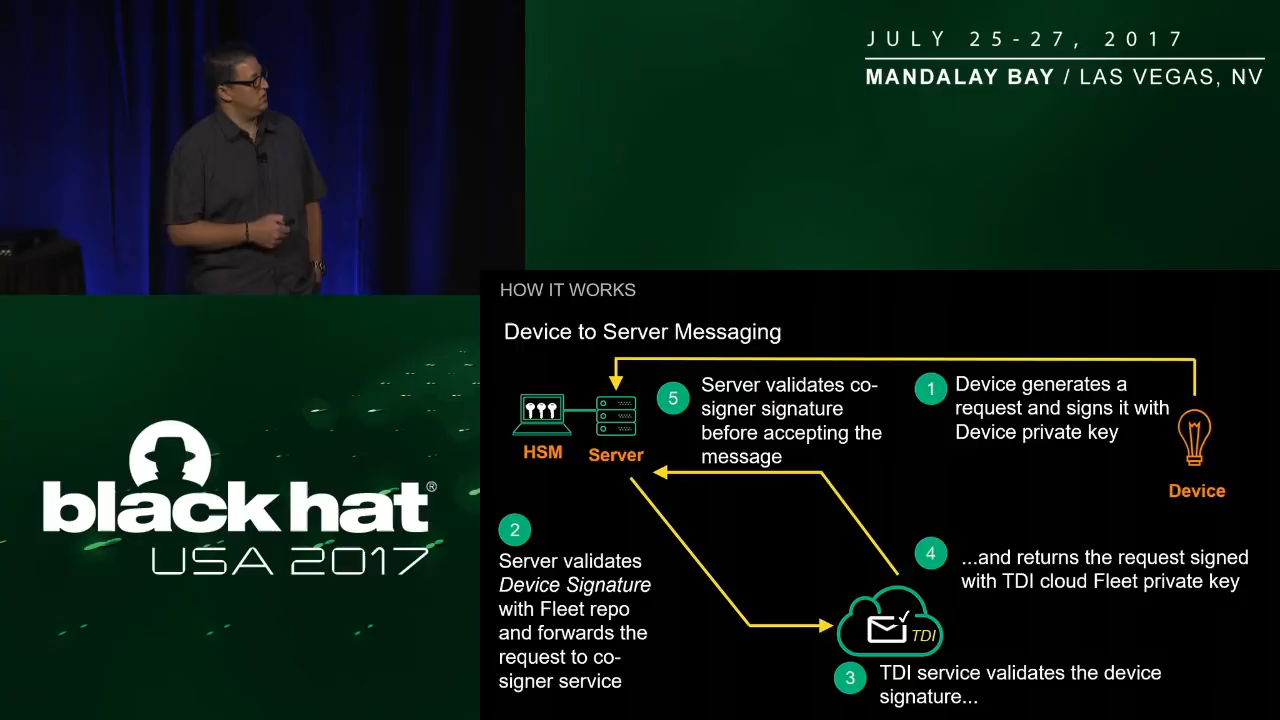 JULY 25-27, 2017
MANDALAY BAY / LAS VEGAS, NV
black hat®
USA 2017
HOW IT WORKS
Device to Server Messaging
1
Device generates a
request and signs it with
Device private key
Device
HSM
Server
2
Server validates
Device Signature
with Fleet repo
and forwards the
request to co-
signer service
TDI
3
TDI service validates the device
signature...
4
...and returns the request signed
with TDI cloud Fleet private key
5
Server validates co-
signer signature
before accepting the
message